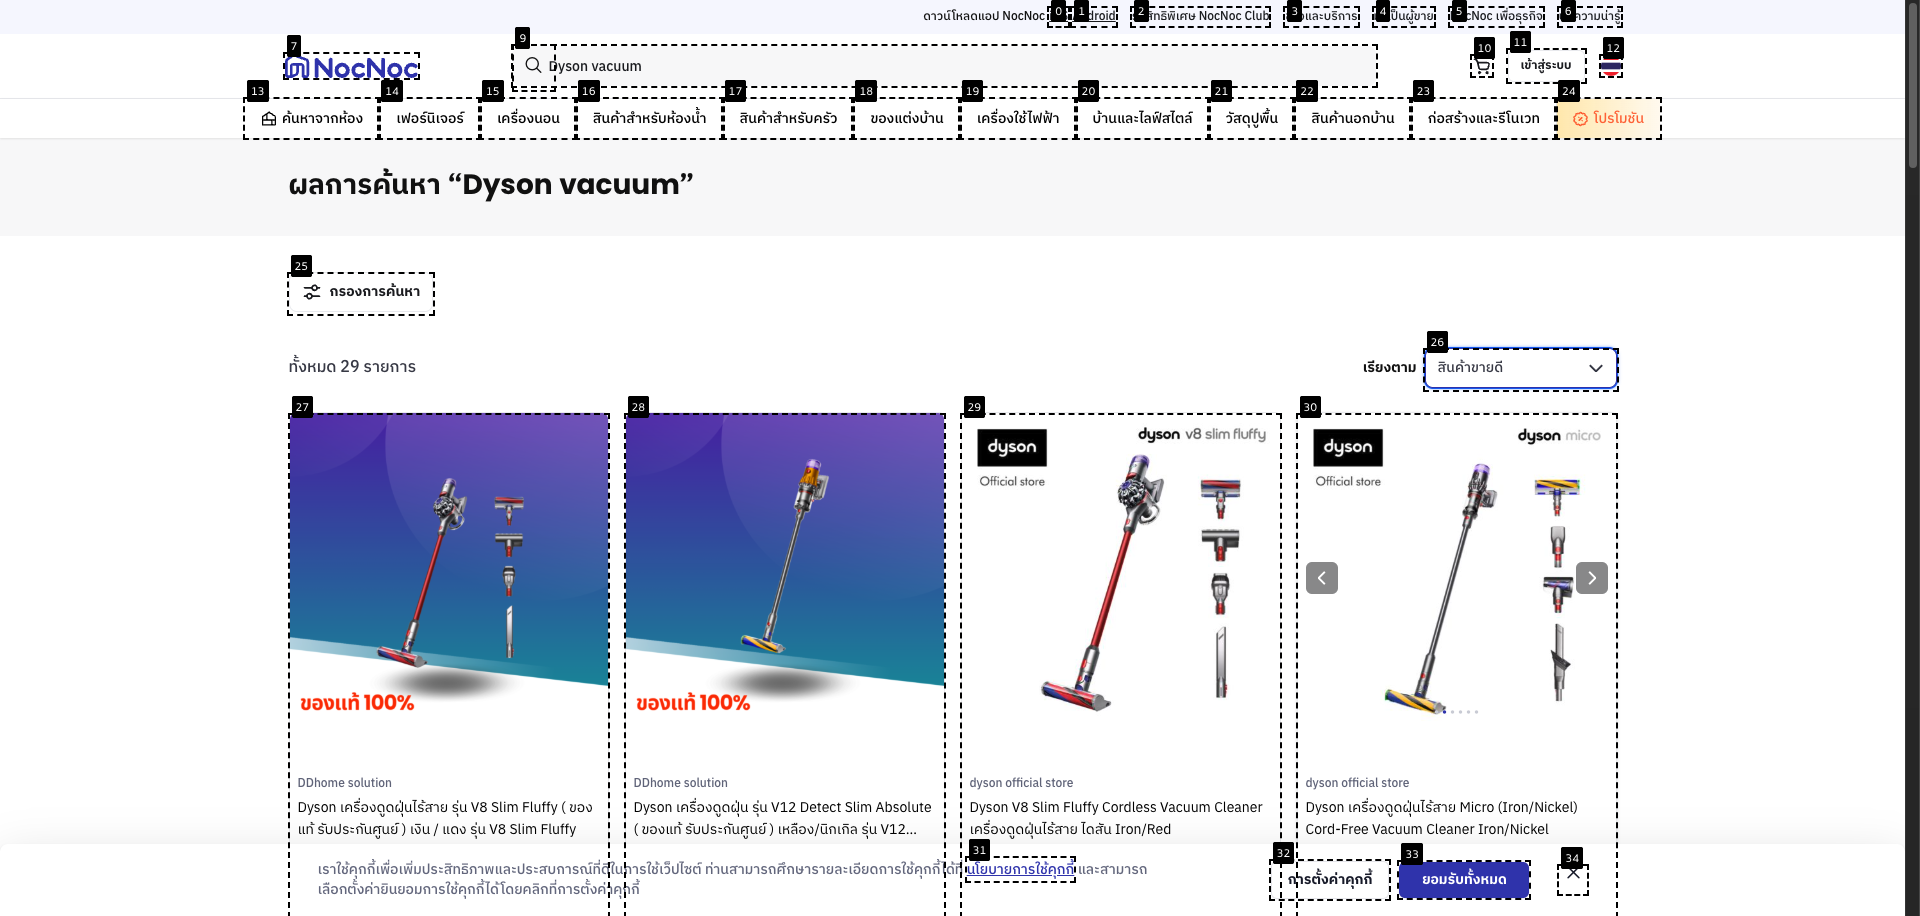 ดาวน์โหลดแอป NocNoc
NocNoc Club
และบริการ
เพื่อธุรกิจ
NocNoc
Dyson vacuum
เข้าสู่ระบบ
ค้นหาจากห้อง เฟอร์นิเจอร์ เครื่องนอน สินค้าสำหรับห้องน้ำ สินค้าสำหรับครัว ของแต่งบ้าน เครื่องใช้ไฟฟ้า บ้านและไลฟ์สไตล์ วัสดุปูพื้น สินค้านอกบ้าน ก่อสร้างและรีโนเวท โปรโมชัน
ผลการค้นหา “Dyson vacuum”
กรองการค้นหา
ทั้งหมด 29 รายการ
เรียงตาม สินค้าขายดี
ของแท้ 100%
ของแท้ 100%
dyson
Official store
dyson v8 slim fluffy
dyson
Official store
dyson micro
DDhome solution
Dyson เครื่องดูดฝุ่นไร้สาย รุ่น V8 Slim Fluffy ( ของ
แท้ รับประกันศูนย์ ) เงิน / แดง รุ่น V8 Slim Fluffy
DDhome solution
Dyson เครื่องดูดฝุ่น รุ่น V12 Detect Slim Absolute
( ของแท้ รับประกันศูนย์ ) เหลือง/นิกเกิล รุ่น V12...
dyson official store
Dyson V8 Slim Fluffy Cordless Vacuum Cleaner
เครื่องดูดฝุ่นไร้สาย ไดสัน Iron/Red
dyson official store
Dyson เครื่องดูดฝุ่นไร้สาย Micro (Iron/Nickel)
Cord-Free Vacuum Cleaner Iron/Nickel
เราใช้คุกกี้เพื่อเพิ่มประสิทธิภาพและประสบการณ์ที่ดีในการใช้เว็บไซต์ ท่านสามารถศึกษารายละเอียดการใช้คุกกี้ได้ที่ นโยบายการใช้คุกกี้ และสามารถ
เลือกตั้งค่ายินยอมการใช้คุกกี้ได้โดยคลิกที่การตั้งค่าคุกกี้
การตั้งค่าคุกกี้
ยอมรับทั้งหมด
0 1 2 3 4 5 6
7 9 10 11 12
13 14 15 16 17 18 19 20 21 22 23 24
25
26
27 28 29 30
31 32 33 34